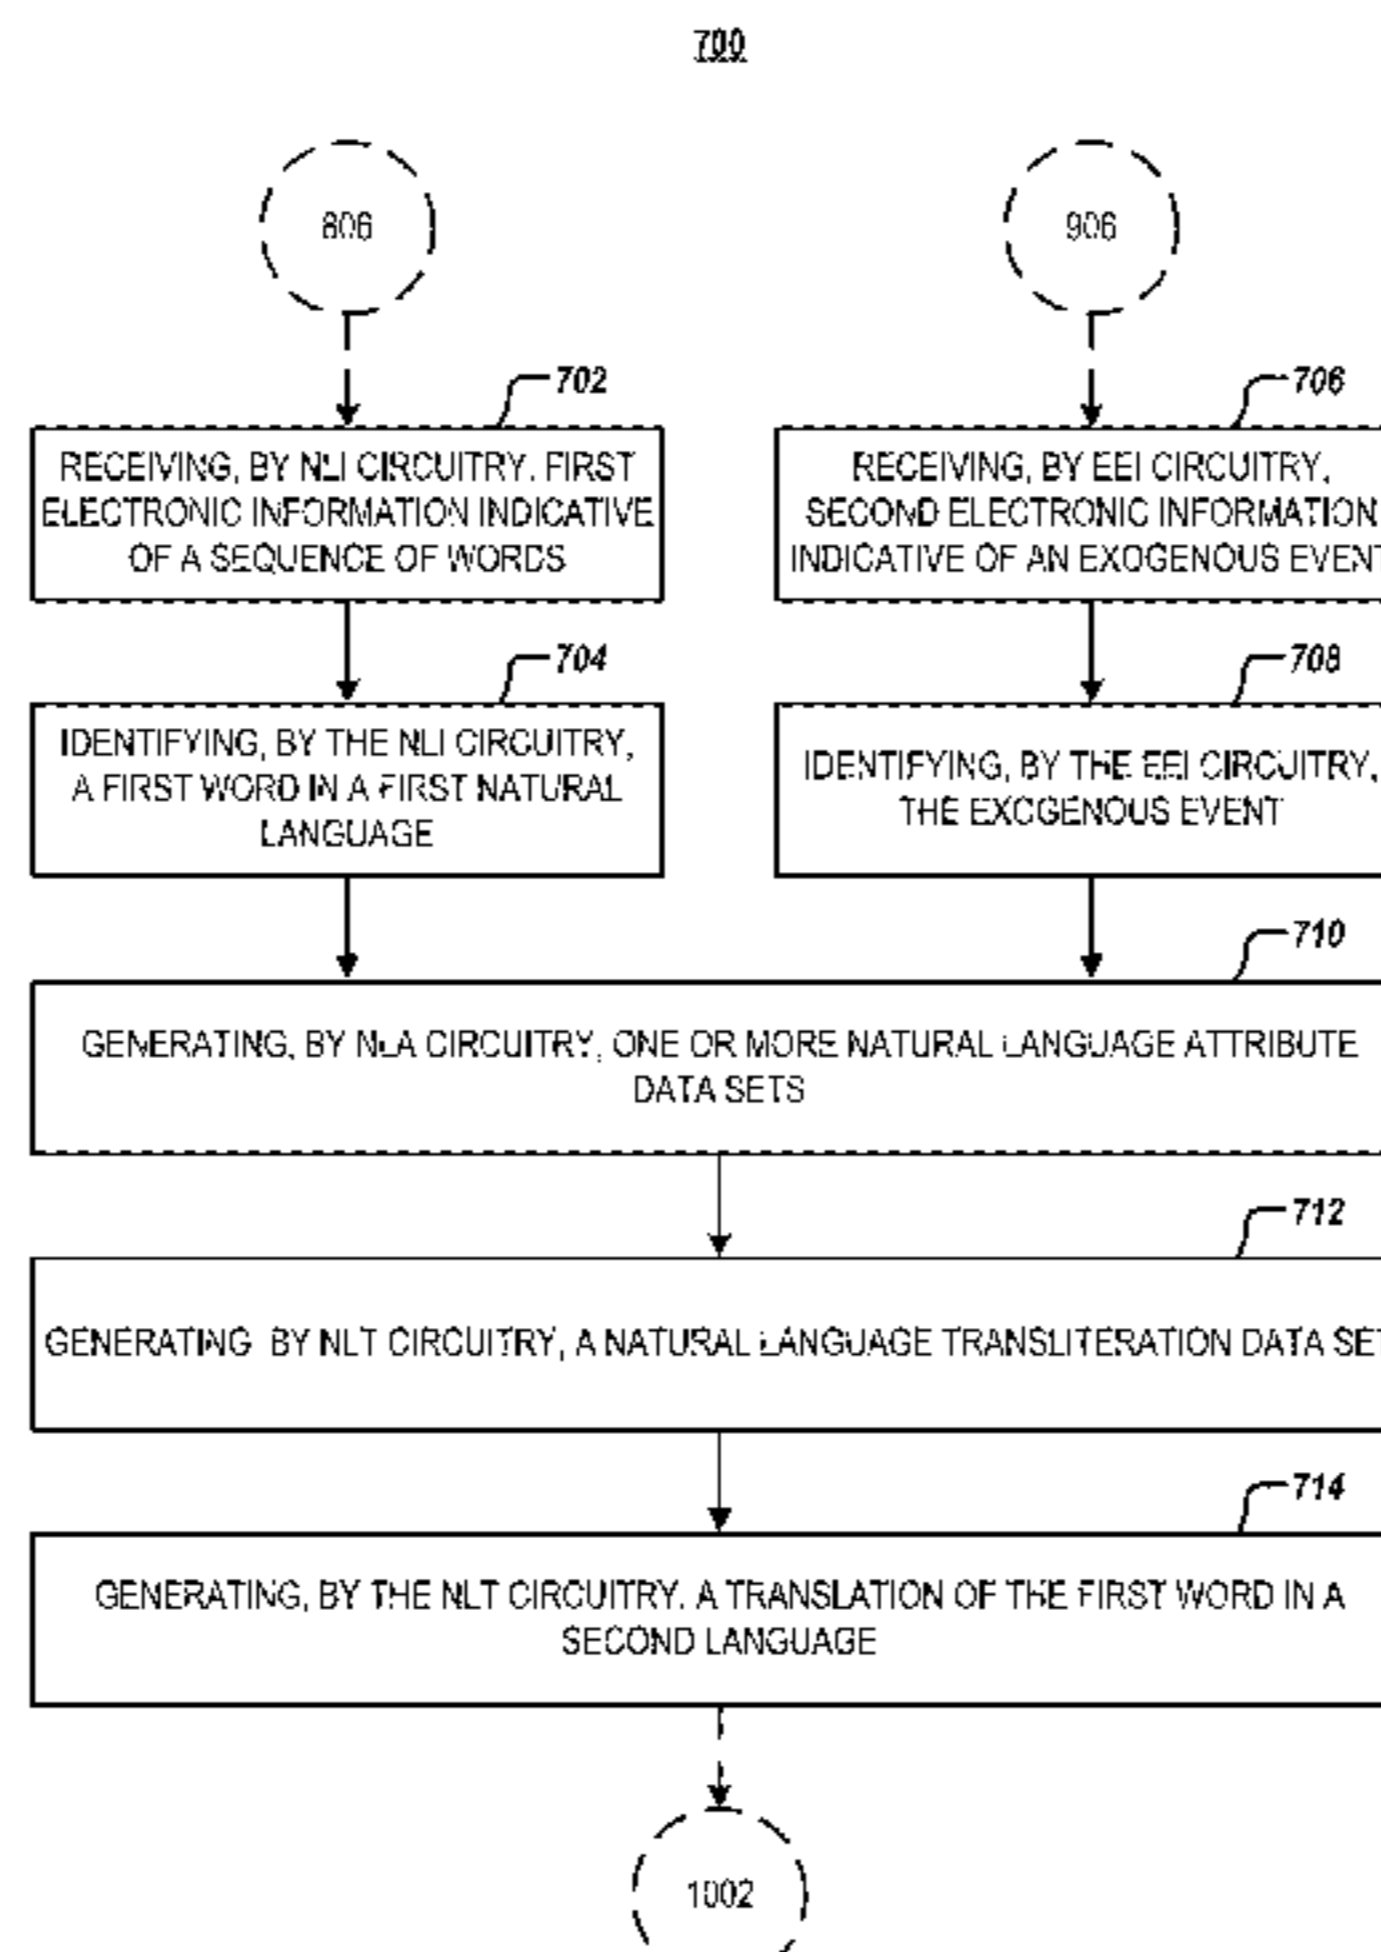 700
806
906
702
RECEIVING, BY NLI CIRCUITRY, FIRST
ELECTRONIC INFORMATION INDICATIVE
OF A SEQUENCE OF WORDS
706
RECEIVING, BY EEI CIRCUITRY,
SECOND ELECTRONIC INFORMATION
INDICATIVE OF AN EXOGENOUS EVENT
704
IDENTIFYING, BY THE NLI CIRCUITRY,
A FIRST WORD IN A FIRST NATURAL
LANGUAGE
708
IDENTIFYING, BY THE EEI CIRCUITRY,
THE EXOGENOUS EVENT
710
GENERATING, BY NLA CIRCUITRY, ONE OR MORE NATURAL LANGUAGE ATTRIBUTE
DATA SETS
712
GENERATING BY NLT CIRCUITRY, A NATURAL LANGUAGE TRANSLITERATION DATA SET
714
GENERATING, BY THE NLT CIRCUITRY, A TRANSLATION OF THE FIRST WORD IN A
SECOND LANGUAGE
1002